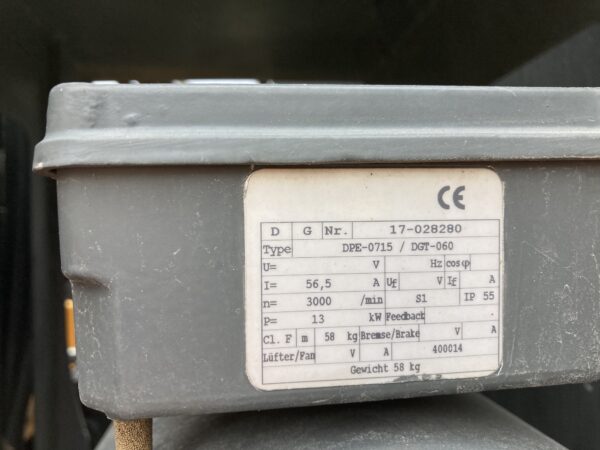 CE
D G Nr. 17-028280
Type DPE-0715 / DGT-060
U= V Hz cosφ
I= 56,5 A Uf V If A
n= 3000 /min S1 IP 55
P= 13 kW Feedback
Cl. F m 58 kg Bremse/Brake V A
Lüfter/Fan V A 400014
Gewicht 58 kg